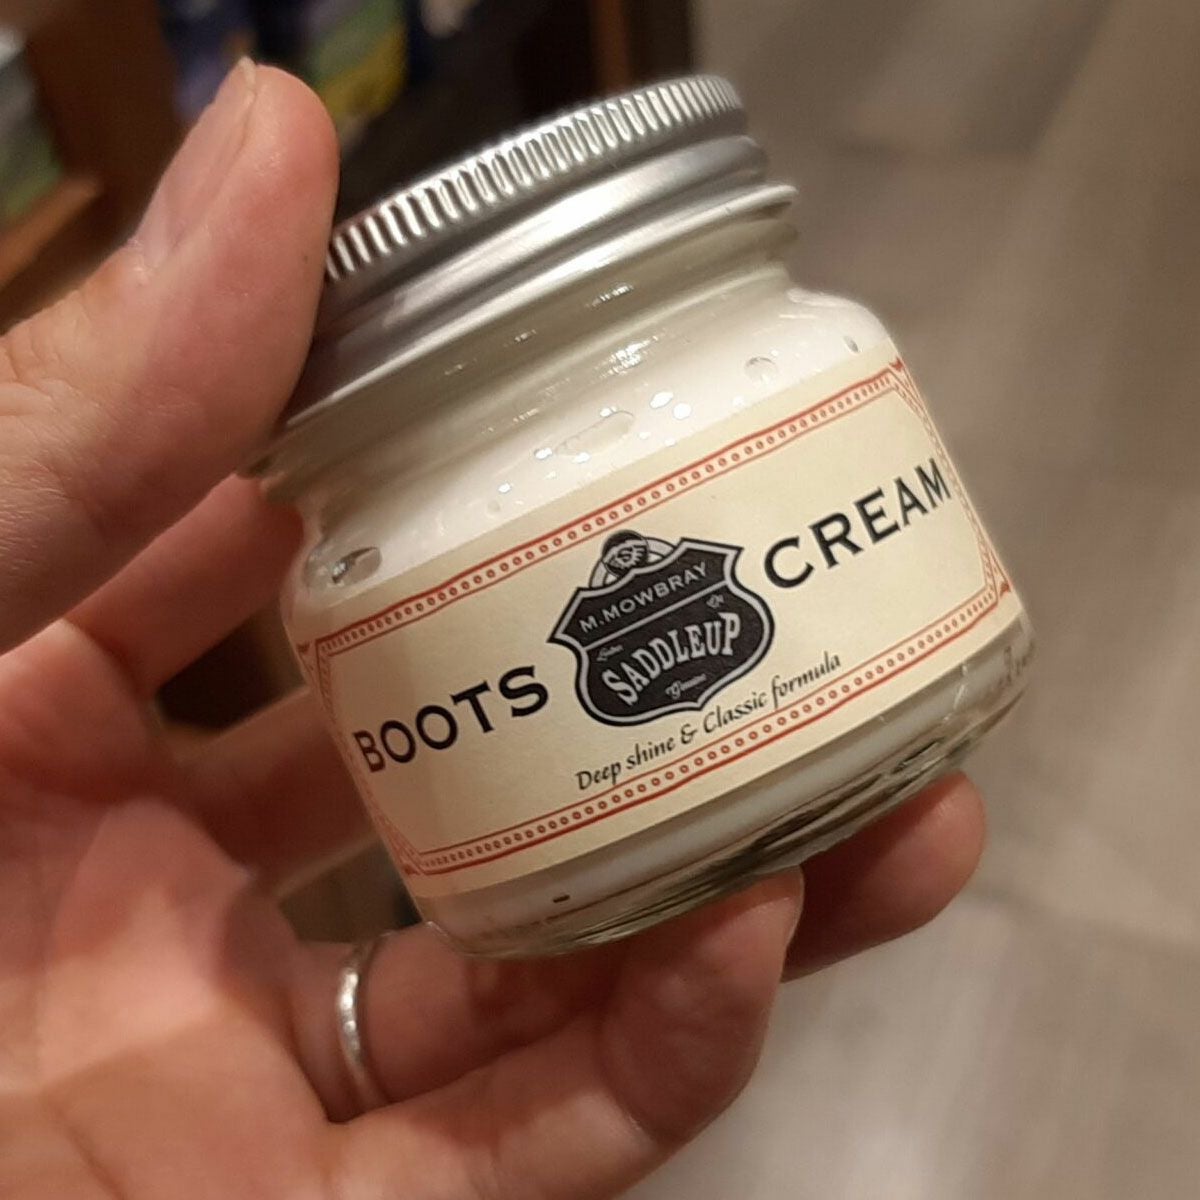 BOOTS
M.MOWBRAY
SADDLEUP
CREAM
Deep shine & Classic formula